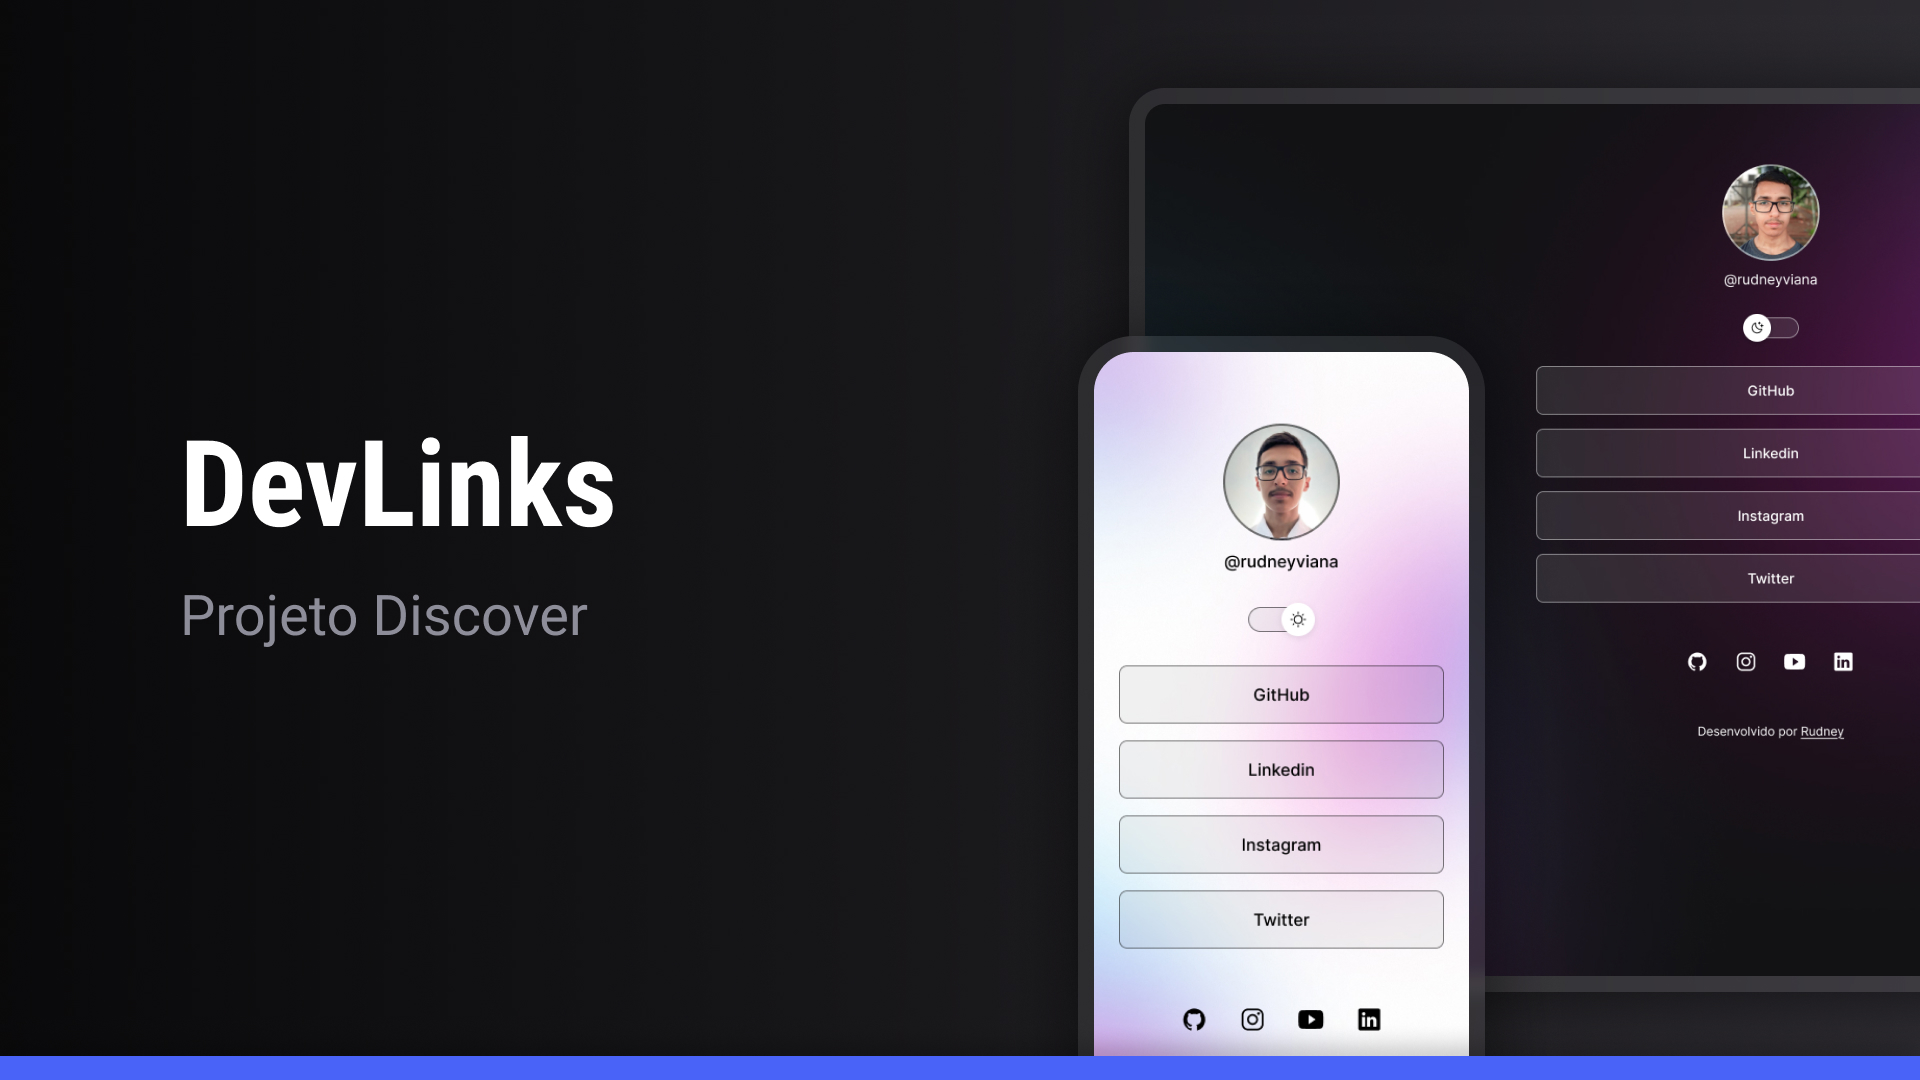 DevLinks
Projeto Discover
@rudneyviana
GitHub
Linkedin
Instagram
Twitter
Desenvolvido por Rudney
@rudneyviana
GitHub
Linkedin
Instagram
Twitter